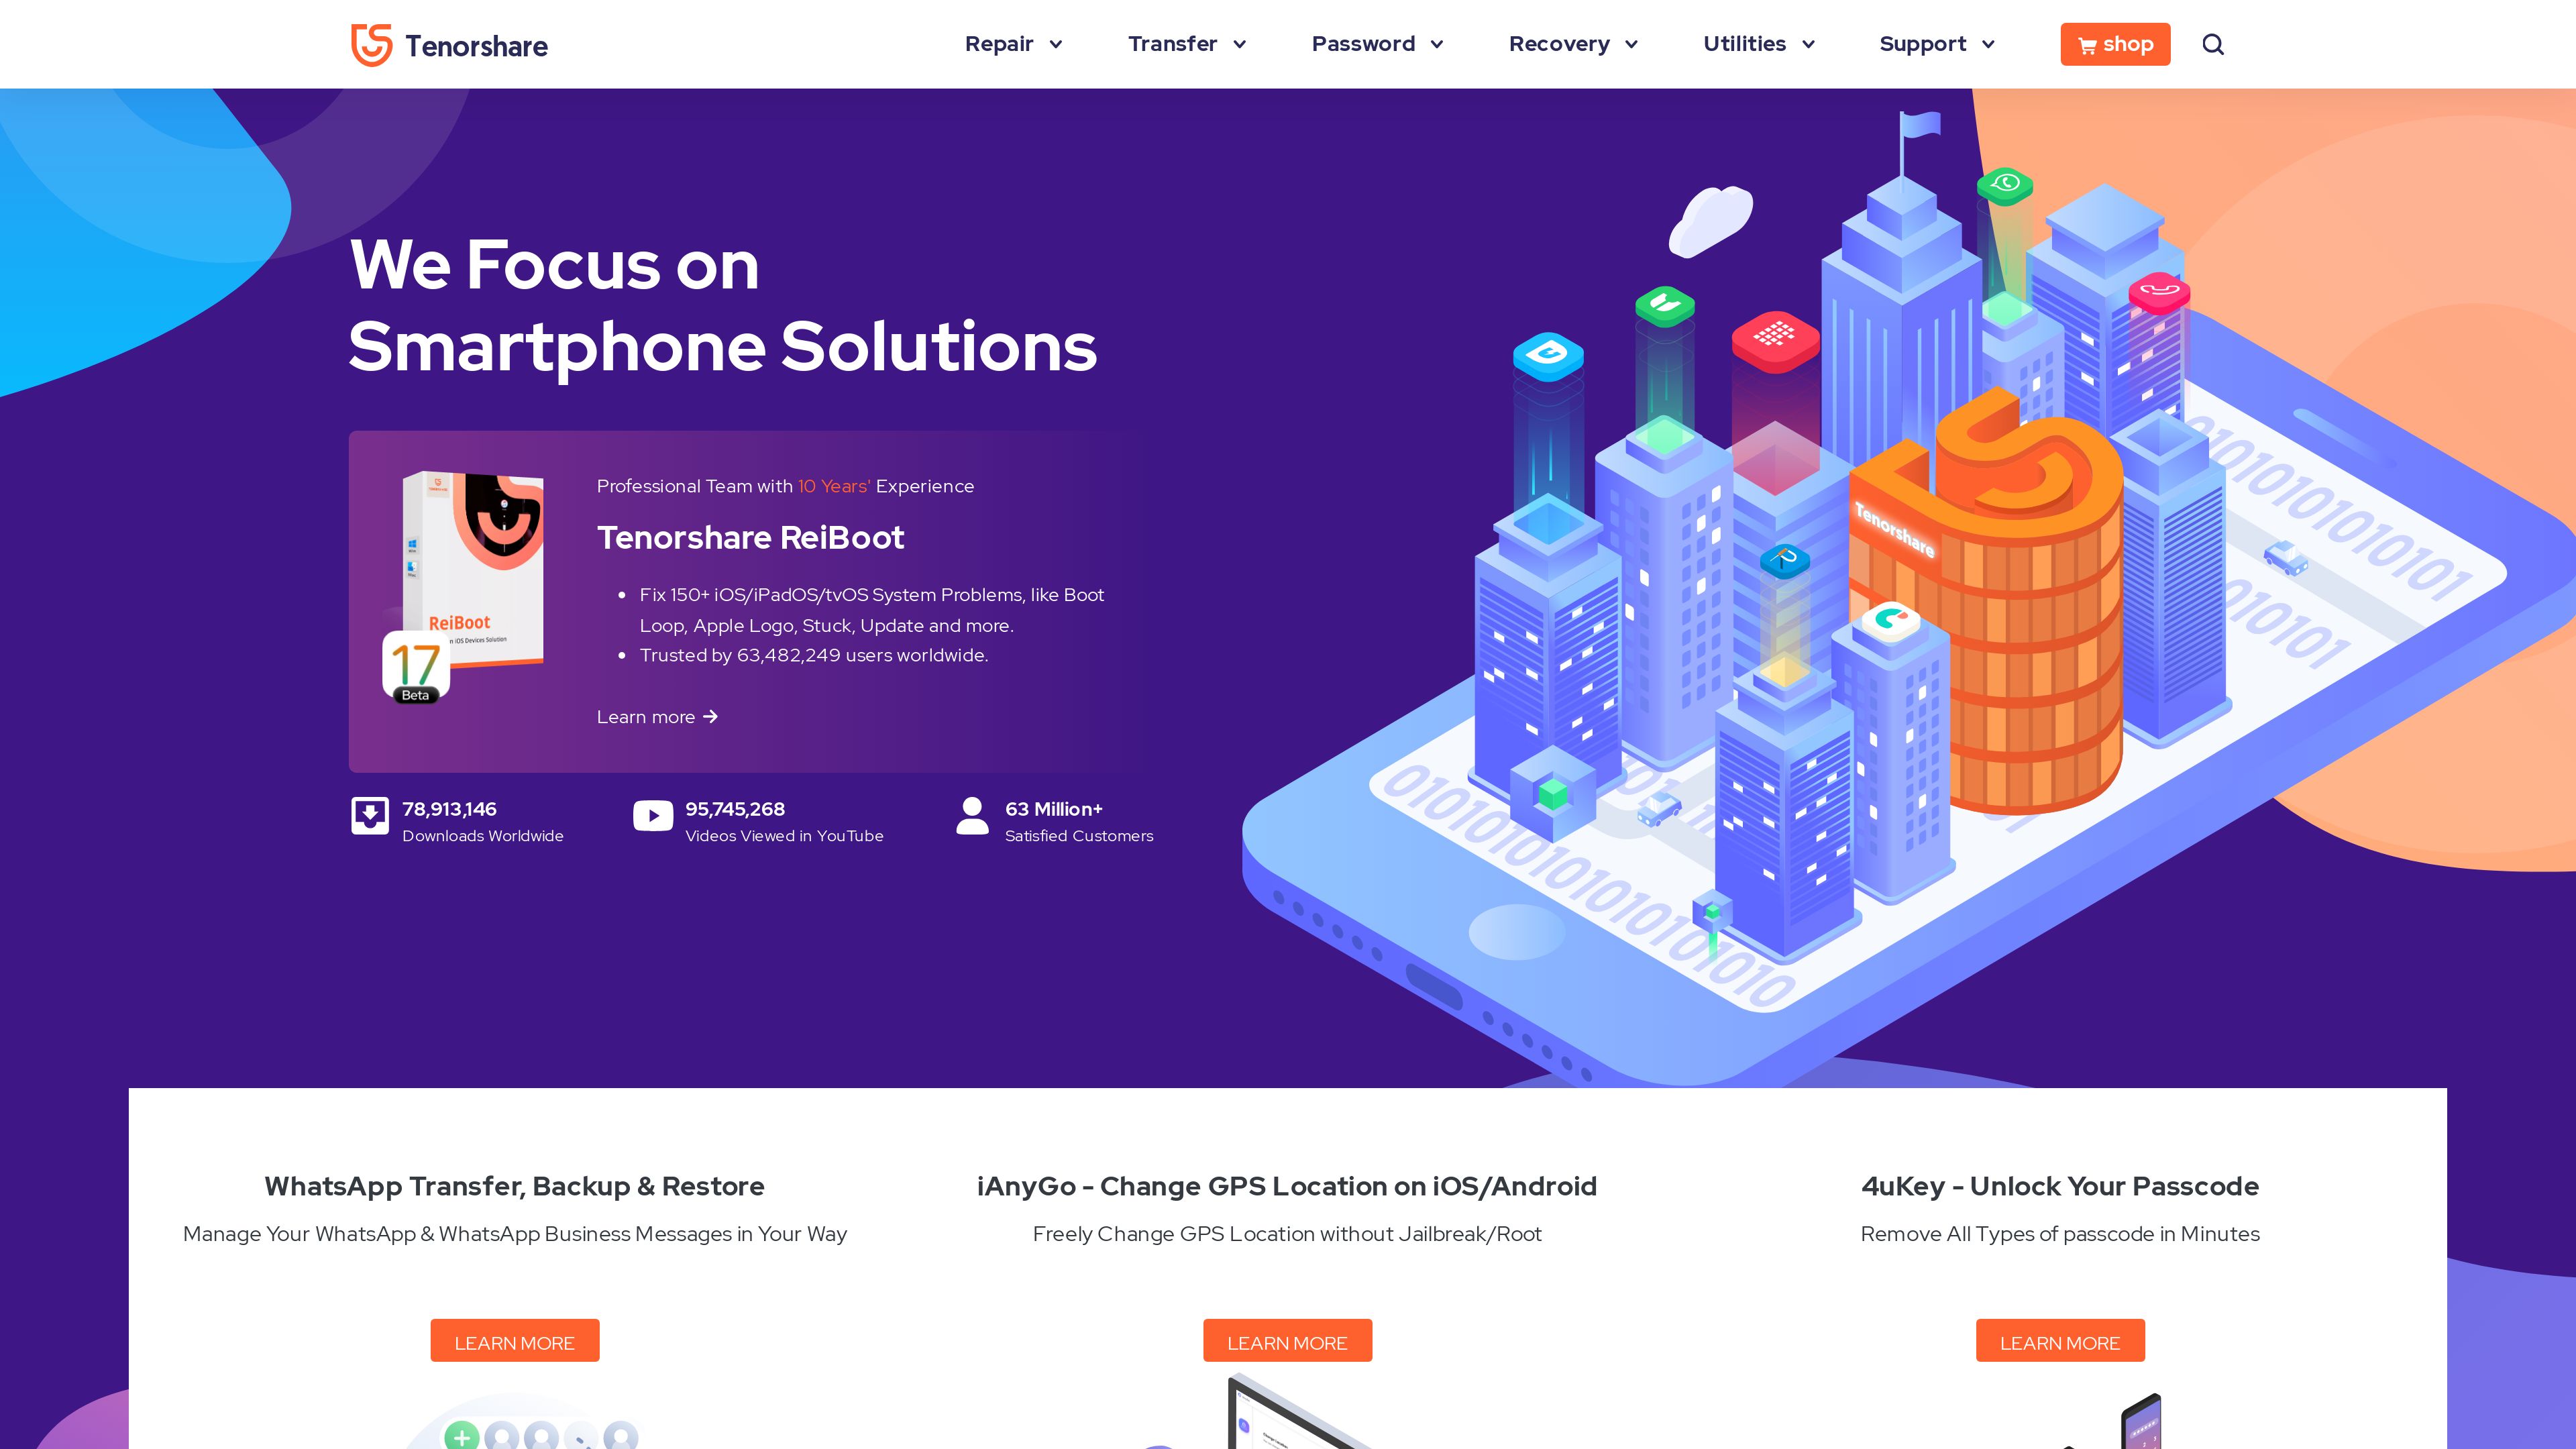 Tenorshare
Repair
Transfer
Password
Recovery
Utilities
Support
shop
We Focus on
Smartphone Solutions
Professional Team with 10 Years' Experience
Tenorshare ReiBoot
Fix 150+ iOS/iPadOS/tvOS System Problems, like Boot
Loop, Apple Logo, Stuck, Update and more.
Trusted by 63,482,249 users worldwide.
Learn more
ReiBoot
iOS Devices Solution
17
Beta
78,913,146
Downloads Worldwide
95,745,268
Videos Viewed in YouTube
63 Million+
Satisfied Customers
Tenorshare
WhatsApp Transfer, Backup & Restore
Manage Your WhatsApp & WhatsApp Business Messages in Your Way
LEARN MORE
iAnyGo - Change GPS Location on iOS/Android
Freely Change GPS Location without Jailbreak/Root
LEARN MORE
4uKey - Unlock Your Passcode
Remove All Types of passcode in Minutes
LEARN MORE